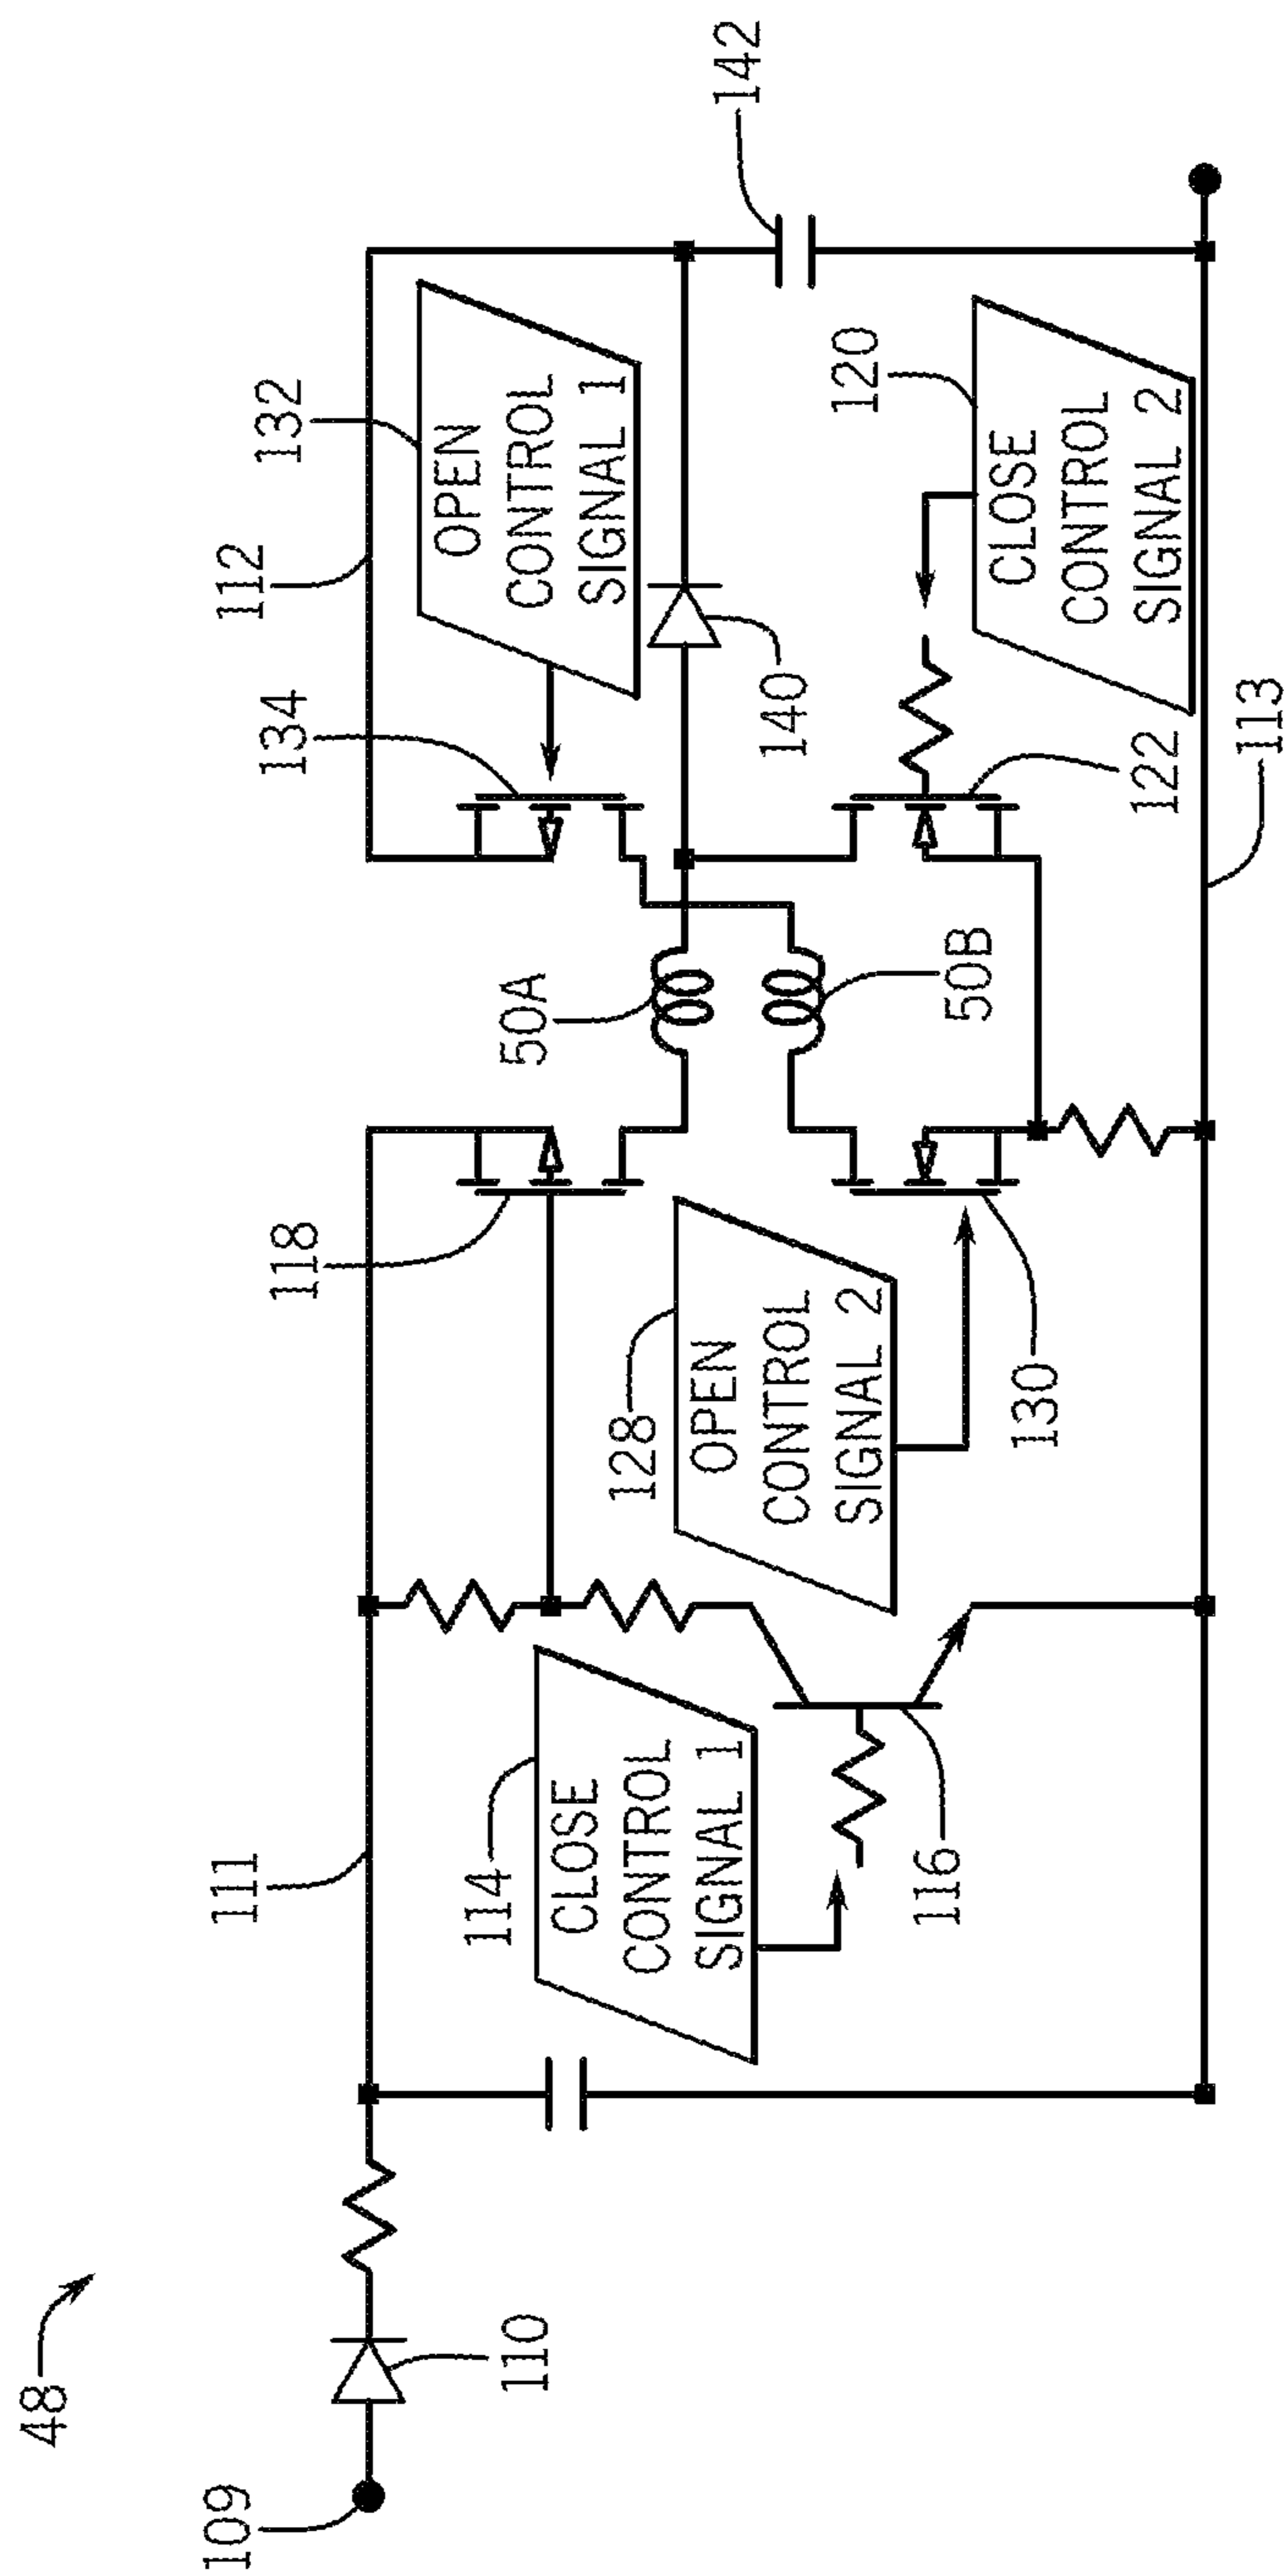 48
109
110
111
114
CLOSE
CONTROL
SIGNAL 1
116
118
128
OPEN
CONTROL
SIGNAL 2
130
50A
50B
112
132
OPEN
CONTROL
SIGNAL 1
134
140
142
120
CLOSE
CONTROL
SIGNAL 2
122
113